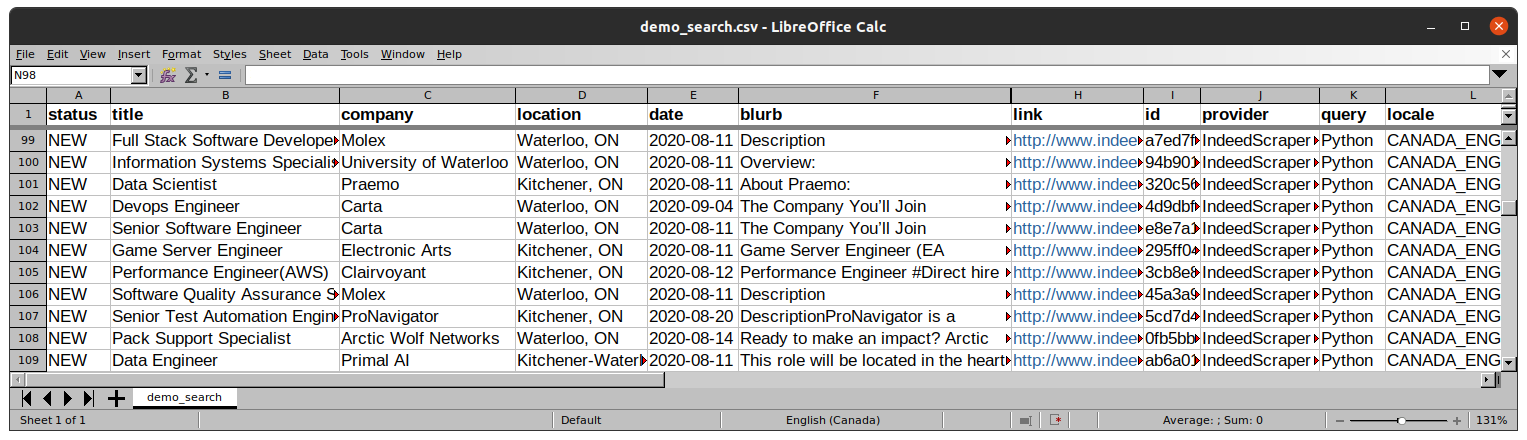 demo_search.csv - LibreOffice Calc
File Edit View Insert Format Styles Sheet Data Tools Window Help
N98
A B C D E F H I J K L
1 status title company location date blurb link id provider query locale
99 NEW Full Stack Software Develope Molex Waterloo, ON 2020-08-11 Description http://www.indee a7ed7f IndeedScraper Python CANADA_ENG
100 NEW Information Systems Specialis University of Waterloo Waterloo, ON 2020-08-11 Overview: http://www.indee 94b901 IndeedScraper Python CANADA_ENG
101 NEW Data Scientist Praemo Kitchener, ON 2020-08-11 About Praemo: http://www.indee 320c56 IndeedScraper Python CANADA_ENG
102 NEW Devops Engineer Carta Waterloo, ON 2020-09-04 The Company You’ll Join http://www.indee 4d9dbf IndeedScraper Python CANADA_ENG
103 NEW Senior Software Engineer Carta Waterloo, ON 2020-08-11 The Company You’ll Join http://www.indee e8e7a1 IndeedScraper Python CANADA_ENG
104 NEW Game Server Engineer Electronic Arts Kitchener, ON 2020-08-11 Game Server Engineer (EA http://www.indee 295ff04 IndeedScraper Python CANADA_ENG
105 NEW Performance Engineer(AWS) Clairvoyant Kitchener, ON 2020-08-12 Performance Engineer #Direct hire http://www.indee 3cb8e8 IndeedScraper Python CANADA_ENG
106 NEW Software Quality Assurance S Molex Waterloo, ON 2020-08-11 Description http://www.indee 45a3a9 IndeedScraper Python CANADA_ENG
107 NEW Senior Test Automation Engin ProNavigator Kitchener, ON 2020-08-20 DescriptionProNavigator is a http://www.indee 5cd7d4 IndeedScraper Python CANADA_ENG
108 NEW Pack Support Specialist Arctic Wolf Networks Waterloo, ON 2020-08-14 Ready to make an impact? Arctic http://www.indee 0fb5bb IndeedScraper Python CANADA_ENG
109 NEW Data Engineer Primal AI Kitchener-Water 2020-08-11 This role will be located in the heart http://www.indee ab6a01 IndeedScraper Python CANADA_ENG
demo_search
Sheet 1 of 1 Default English (Canada) Average: ; Sum: 0 131%